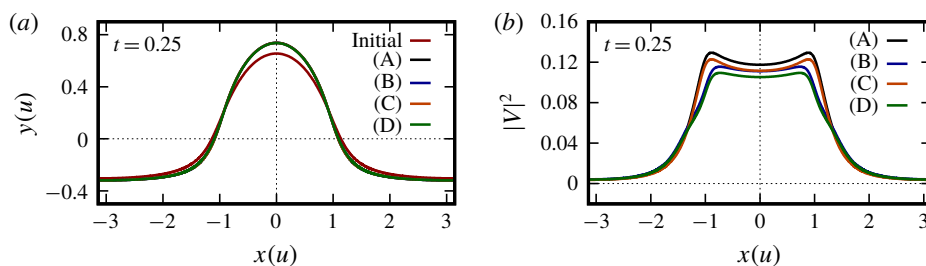 (a)
0.8
0.4
0
−0.4
y(u)
t = 0.25
Initial
(A)
(B)
(C)
(D)
−3 −2 −1 0 1 2 3
x(u)
(b)
0.16
0.12
0.08
0.04
0
|V|²
t = 0.25
(A)
(B)
(C)
(D)
−3 −2 −1 0 1 2 3
x(u)